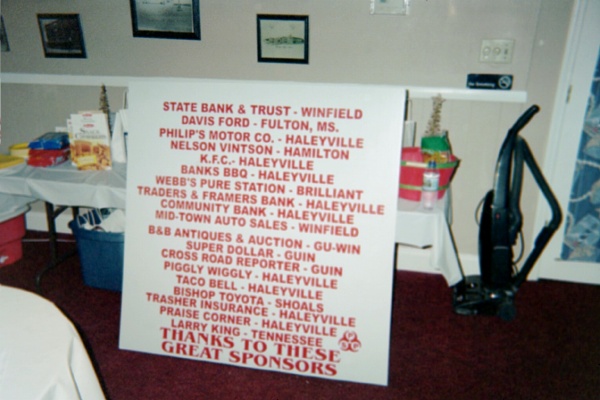 STATE BANK & TRUST - WINFIELD
DAVIS FORD - FULTON, MS.
PHILIP'S MOTOR CO. - HALEYVILLE
NELSON VINTSON - HAMILTON
K.F.C.- HALEYVILLE
BANKS BBQ - HALEYVILLE
WEBB'S PURE STATION - BRILLIANT
TRADERS & FRAMERS BANK - HALEYVILLE
COMMUNITY BANK - HALEYVILLE
MID-TOWN AUTO SALES - WINFIELD
B&B ANTIQUES & AUCTION - GU-WIN
SUPER DOLLAR - GUIN
CROSS ROAD REPORTER - GUIN
PIGGLY WIGGLY - HALEYVILLE
TACO BELL - HALEYVILLE
BISHOP TOYOTA - SHOALS
TRASHER INSURANCE - HALEYVILLE
PRAISE CORNER - HALEYVILLE
LARRY KING - TENNESSEE
THANKS TO THESE
GREAT SPONSORS
No Smoking